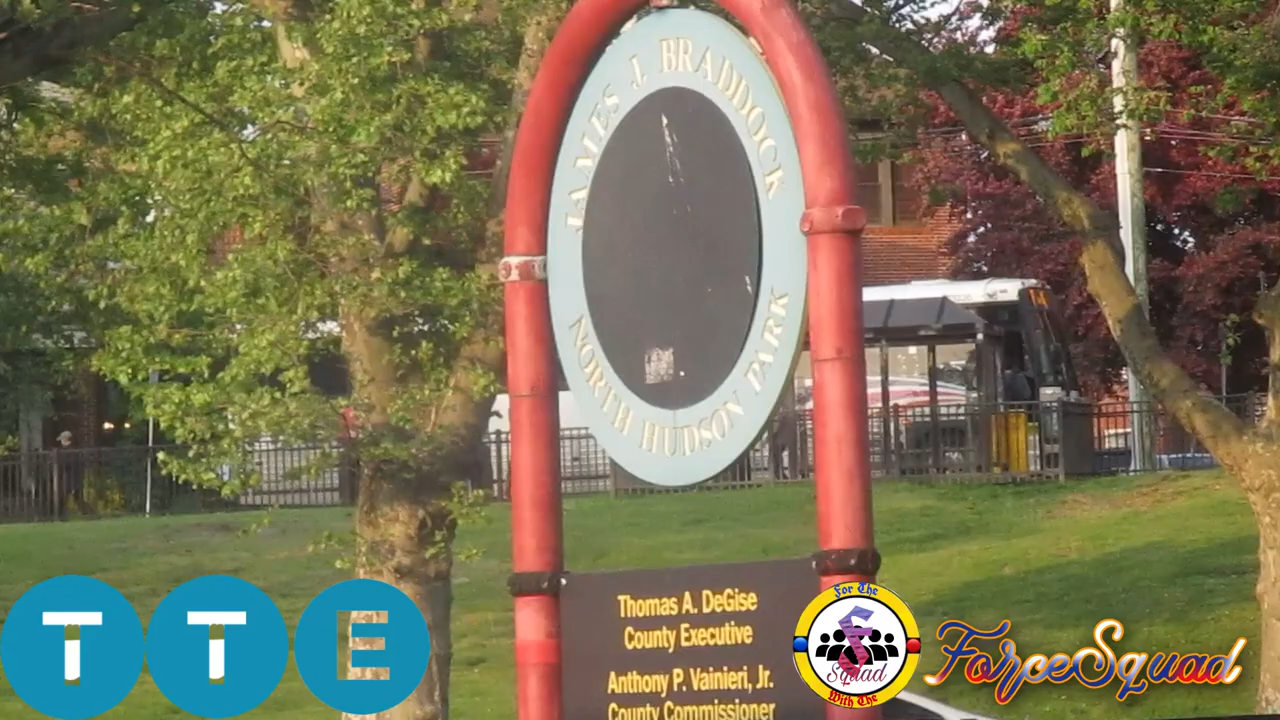 JAMES J. BRADDOCK
NORTH HUDSON PARK
Thomas A. DeGise
County Executive
Anthony P. Vainieri, Jr.
County Commissioner
TTE
For The
Squad
With The
ForceSquad